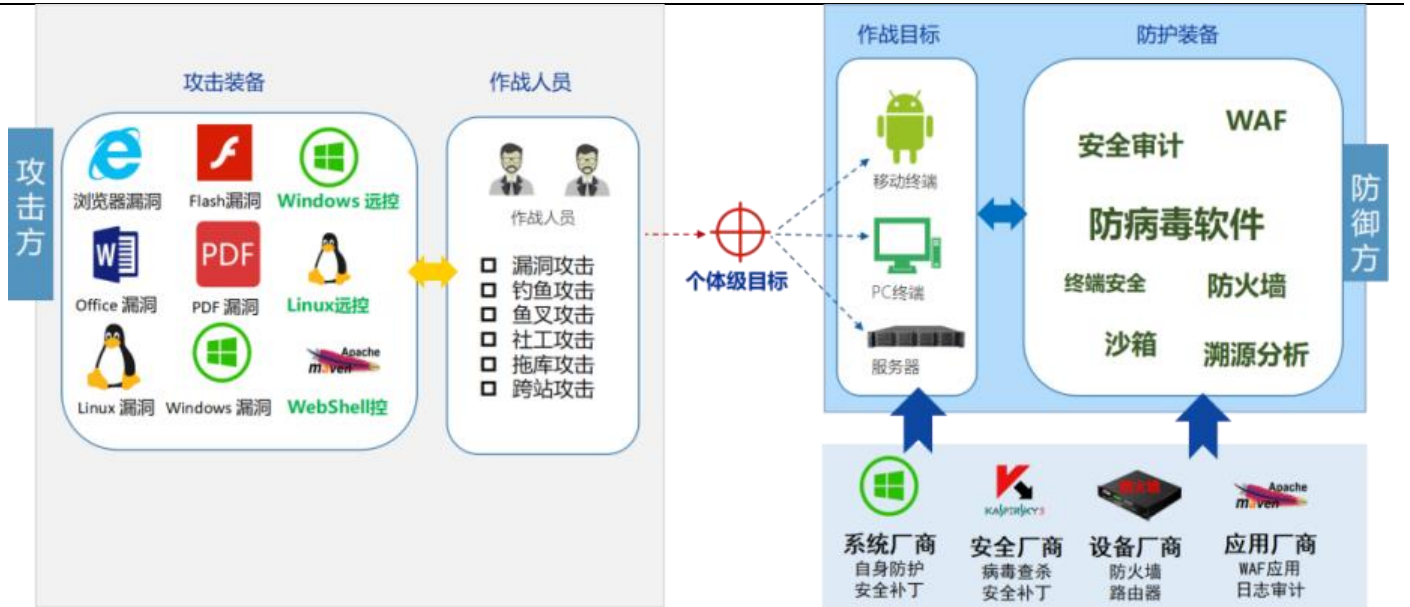 攻击方
攻击装备
浏览器漏洞
Flash漏洞
Windows 远控
W
Office 漏洞
PDF
PDF 漏洞
Linux远控
Linux 漏洞
Windows 漏洞
Apache
maven
WebShell控
作战人员
作战人员
漏洞攻击
钓鱼攻击
鱼叉攻击
社工攻击
拖库攻击
跨站攻击
个体级目标
作战目标
移动终端
PC终端
服务器
防护装备
安全审计
WAF
防病毒软件
终端安全
防火墙
沙箱
溯源分析
防御方
系统厂商
自身防护
安全补丁
KASPERSKY
安全厂商
病毒查杀
安全补丁
防火墙
设备厂商
防火墙
路由器
Apache
maven
应用厂商
WAF应用
日志审计